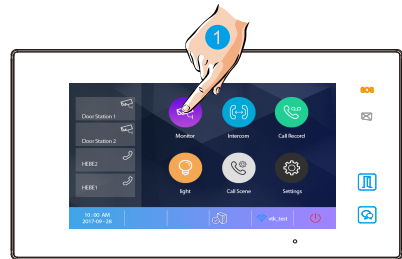 1
SOS
Door Station 1
Door Station 2
HEBE2
HEBE1
Monitor
Intercom
Call Record
light
Call Scene
Settings
10:00 AM
2017-09-28
vtk_test